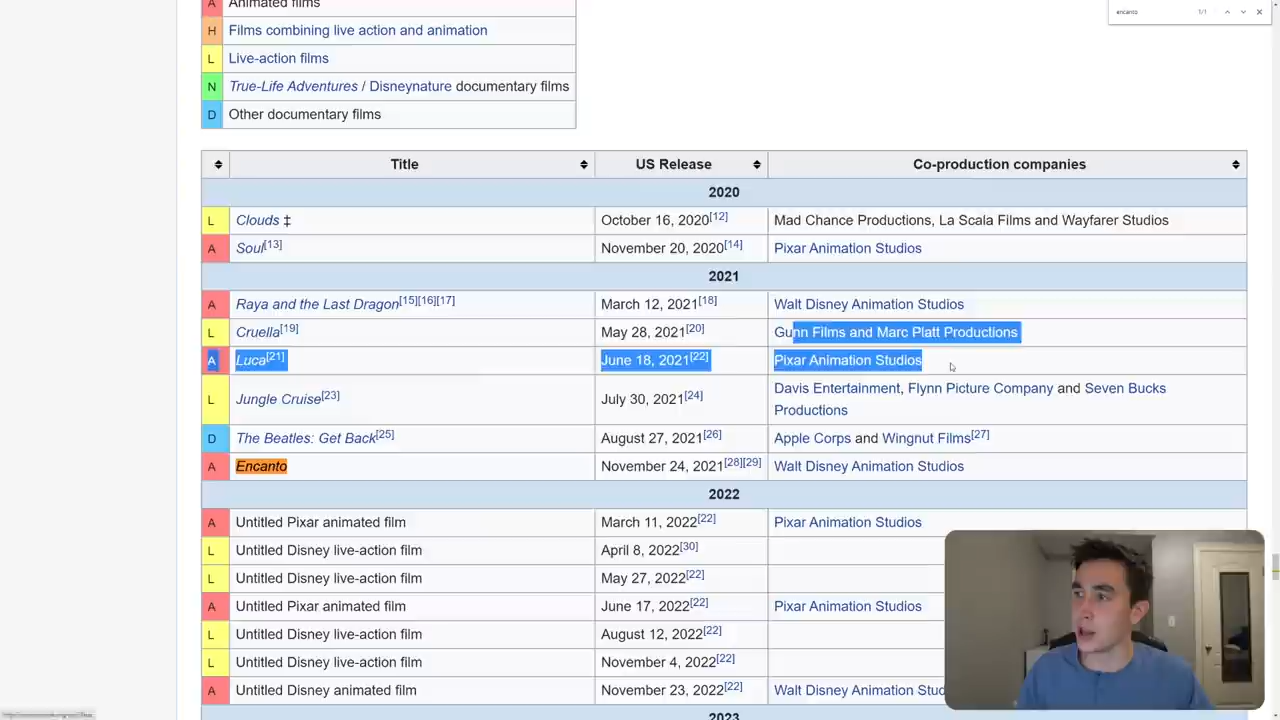 encanto 1/1
A Animated films
H Films combining live action and animation
L Live-action films
N True-Life Adventures / Disneynature documentary films
D Other documentary films
Title US Release Co-production companies
2020
L Clouds ‡ October 16, 2020[12] Mad Chance Productions, La Scala Films and Wayfarer Studios
A Soul[13] November 20, 2020[14] Pixar Animation Studios
2021
A Raya and the Last Dragon[15][16][17] March 12, 2021[18] Walt Disney Animation Studios
L Cruella[19] May 28, 2021[20] Gunn Films and Marc Platt Productions
A Luca[21] June 18, 2021[22] Pixar Animation Studios
L Jungle Cruise[23] July 30, 2021[24] Davis Entertainment, Flynn Picture Company and Seven Bucks
Productions
D The Beatles: Get Back[25] August 27, 2021[26] Apple Corps and Wingnut Films[27]
A Encanto November 24, 2021[28][29] Walt Disney Animation Studios
2022
A Untitled Pixar animated film March 11, 2022[22] Pixar Animation Studios
L Untitled Disney live-action film April 8, 2022[30]
L Untitled Disney live-action film May 27, 2022[22]
A Untitled Pixar animated film June 17, 2022[22] Pixar Animation Studios
L Untitled Disney live-action film August 12, 2022[22]
L Untitled Disney live-action film November 4, 2022[22]
A Untitled Disney animated film November 23, 2022[22] Walt Disney Animation Stud
2023